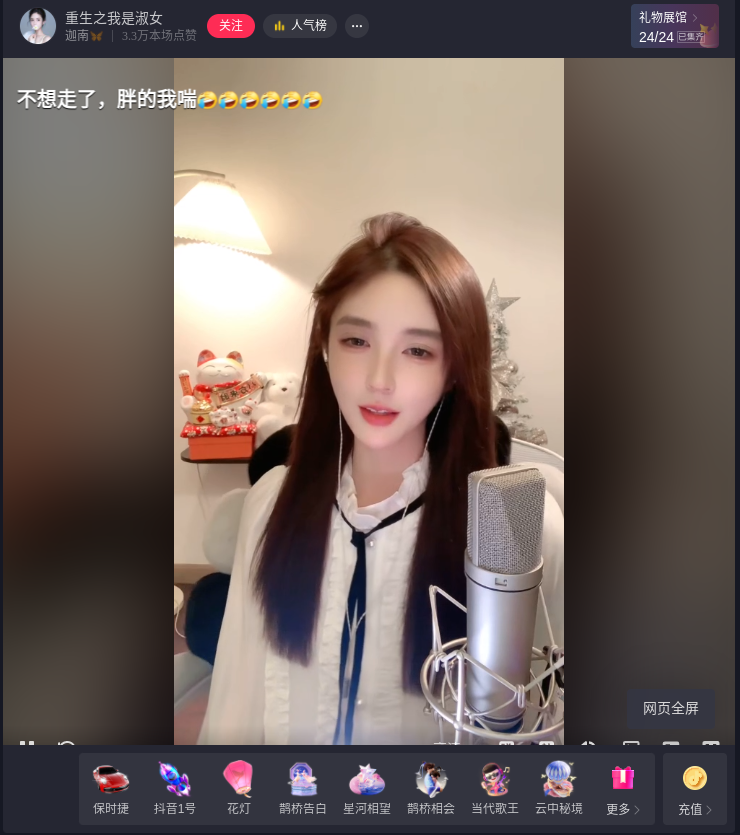 重生之我是淑女
迦南🦋 | 3.3万本场点赞
关注
人气榜
礼物展馆
24/24 已集齐
不想走了，胖的我喘🤣🤣🤣🤣🤣🤣
网页全屏
保时捷
抖音1号
花灯
鹊桥告白
星河相望
鹊桥相会
当代歌王
云中秘境
更多
充值